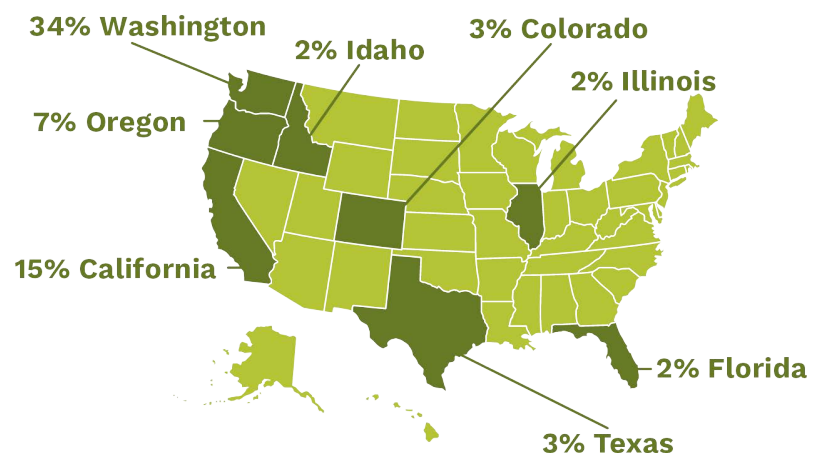 34% Washington
3% Colorado
2% Idaho
2% Illinois
7% Oregon
15% California
2% Florida
3% Texas